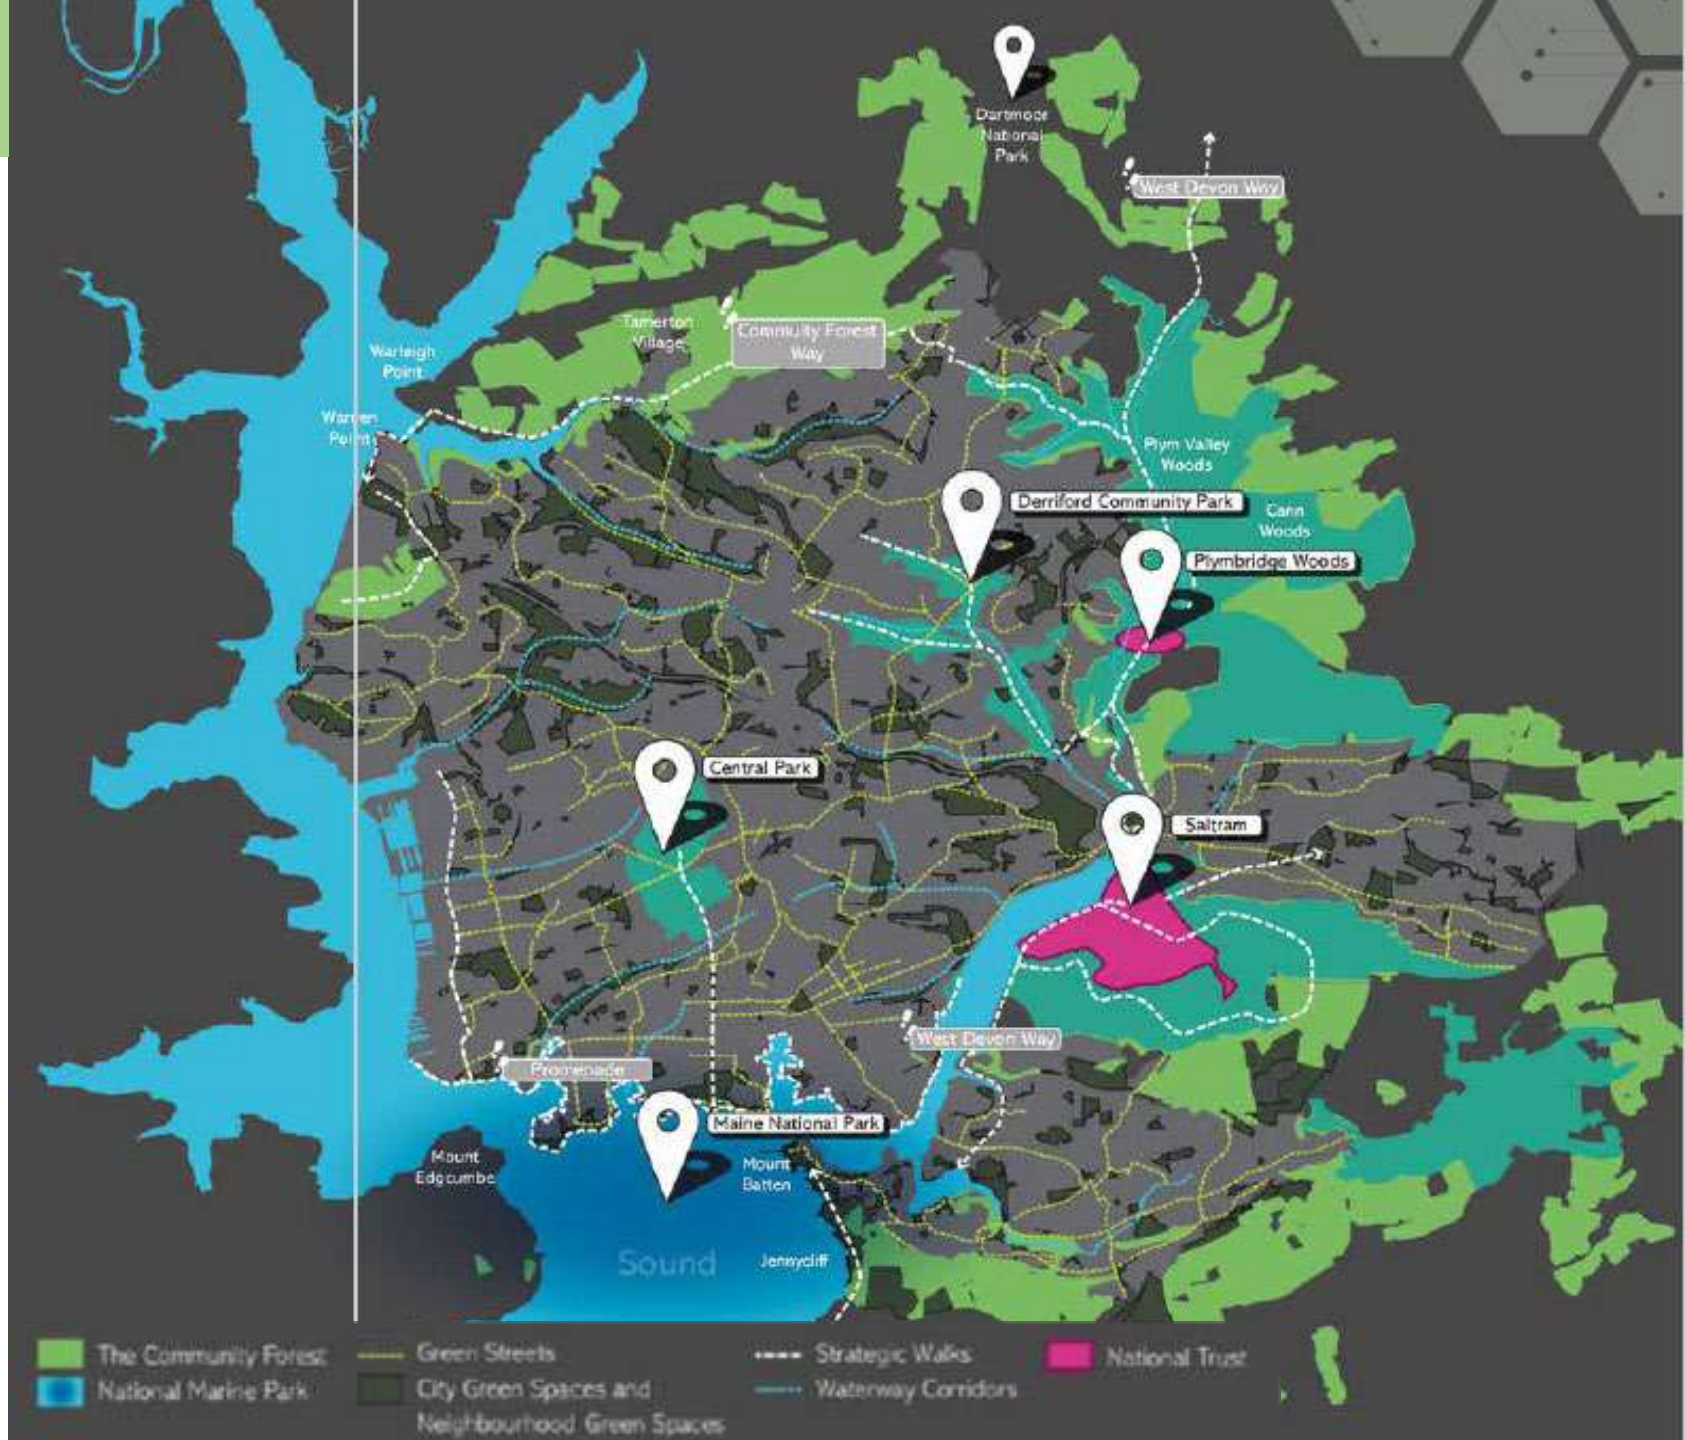 Dartmoor
National
Park
West Devon Way
Tamerton
Village
Commuity Forest
Way
Warleigh
Point
Warren
Point
Plym Valley
Woods
Derriford Community Park
Cann
Woods
Plymbridge Woods
Central Park
Saltram
West Devon Way
Promenade
Maine National Park
Mount
Edgcumbe
Mount
Batten
Sound
Jennycliff
The Community Forest
National Marine Park
Green Streets
City Green Spaces and
Neighbourhood Green Spaces
Strategic Walks
Waterway Corridors
National Trust